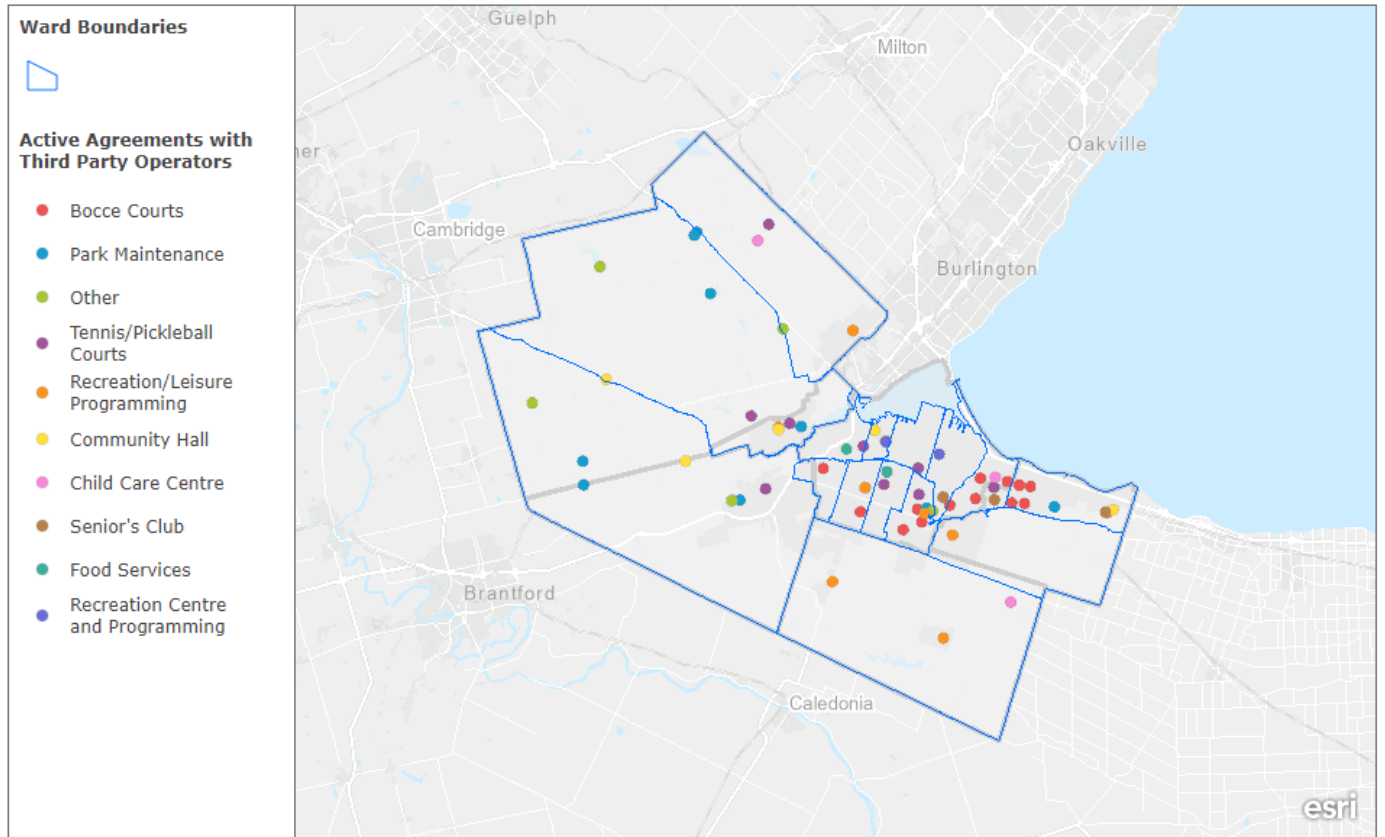 Ward Boundaries
Active Agreements with
Third Party Operators
Bocce Courts
Park Maintenance
Other
Tennis/Pickleball
Courts
Recreation/Leisure
Programming
Community Hall
Child Care Centre
Senior's Club
Food Services
Recreation Centre
and Programming
Guelph
Milton
Oakville
ner
Cambridge
Burlington
Brantford
Caledonia
esri